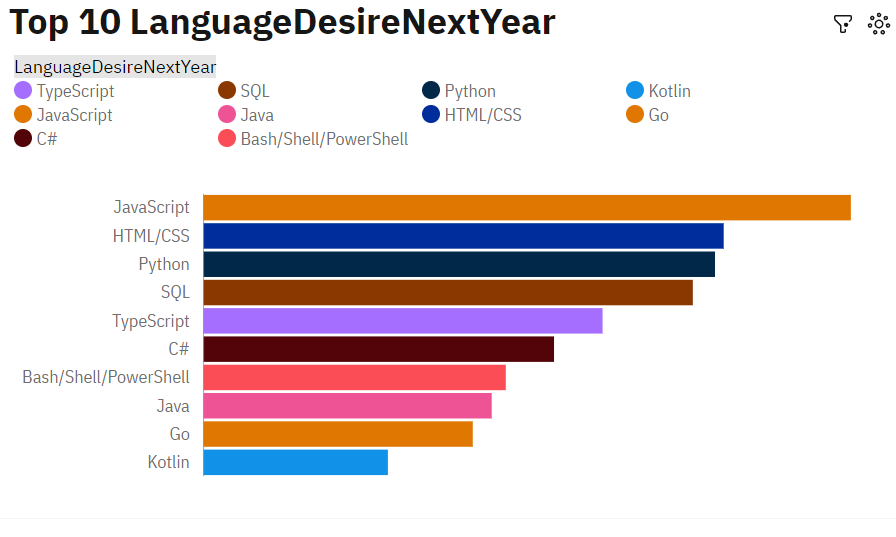 Top 10 LanguageDesireNextYear
LanguageDesireNextYear
TypeScript SQL Python Kotlin
JavaScript Java HTML/CSS Go
C# Bash/Shell/PowerShell
JavaScript
HTML/CSS
Python
SQL
TypeScript
C#
Bash/Shell/PowerShell
Java
Go
Kotlin